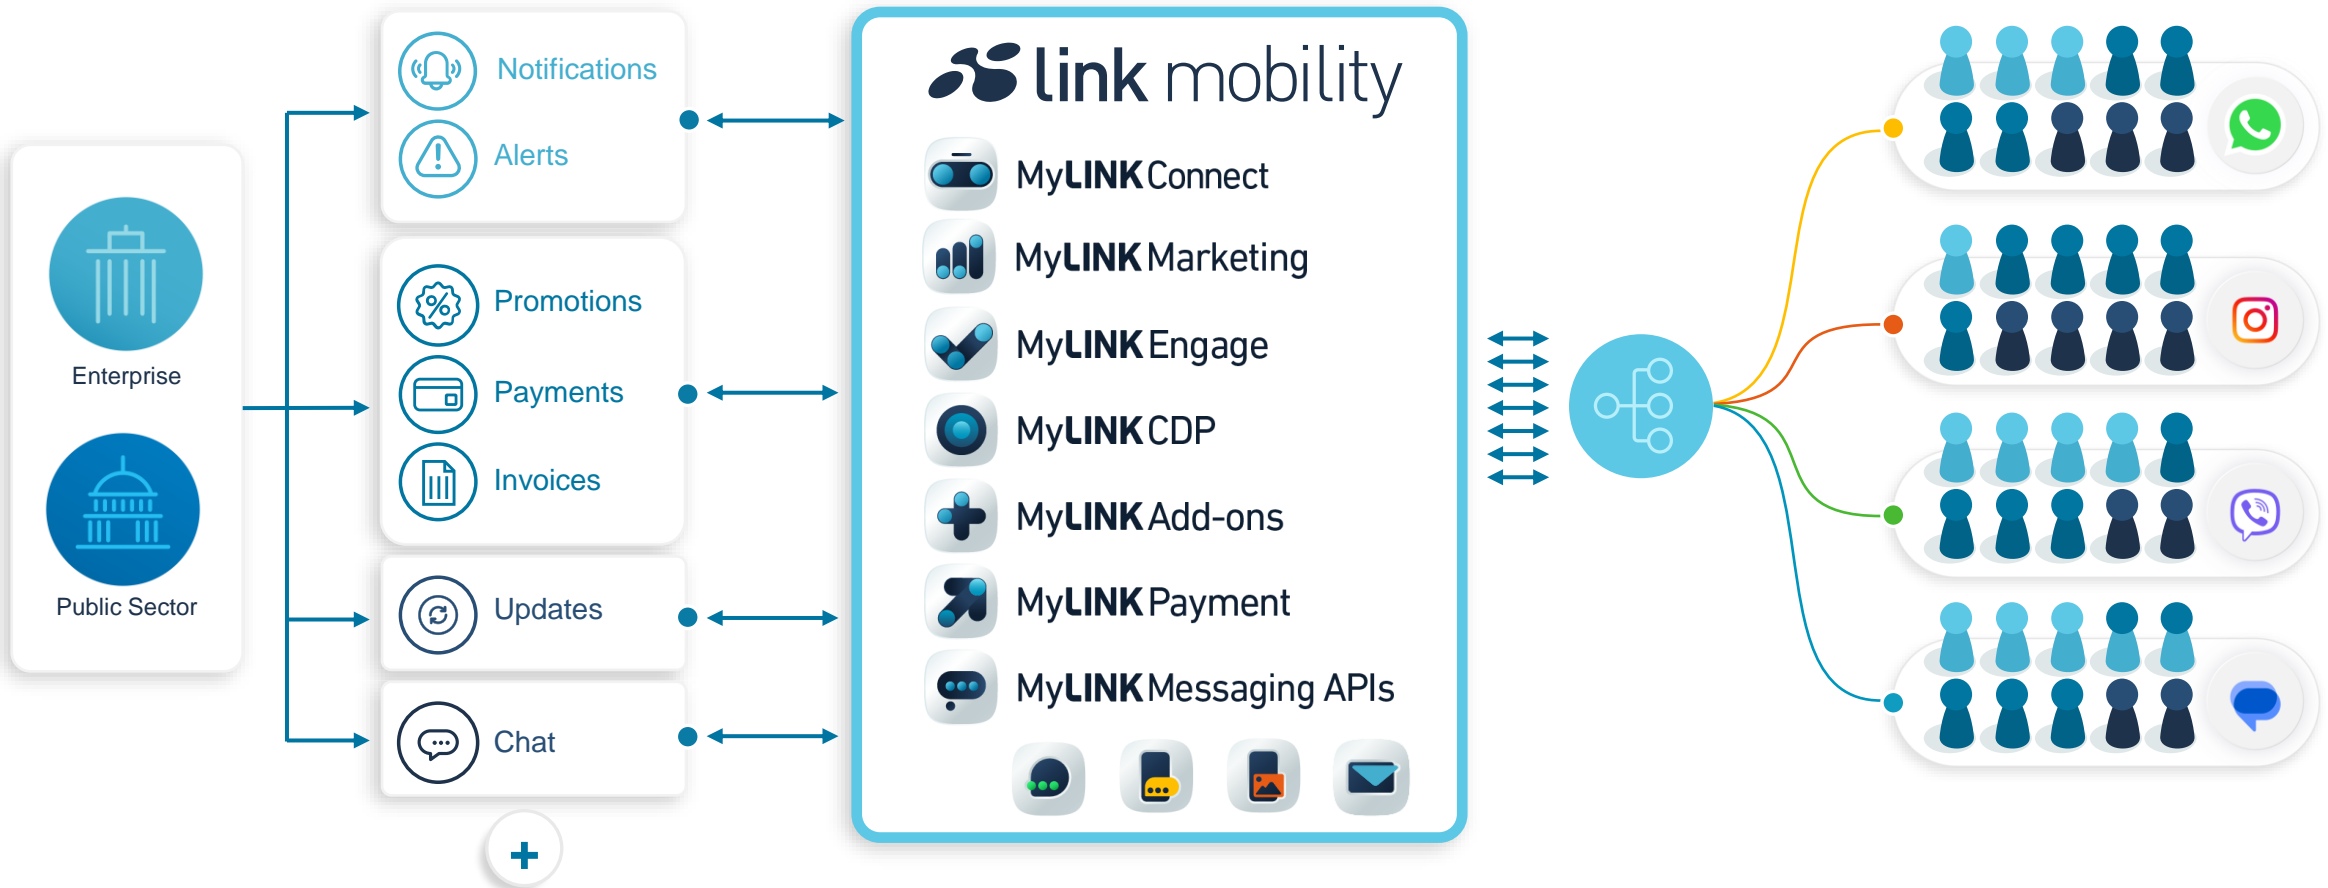 Enterprise
Public Sector
Notifications
Alerts
Promotions
Payments
Invoices
Updates
Chat
+
link mobility
MyLINK Connect
MyLINK Marketing
MyLINK Engage
MyLINK CDP
MyLINK Add-ons
MyLINK Payment
MyLINK Messaging APIs